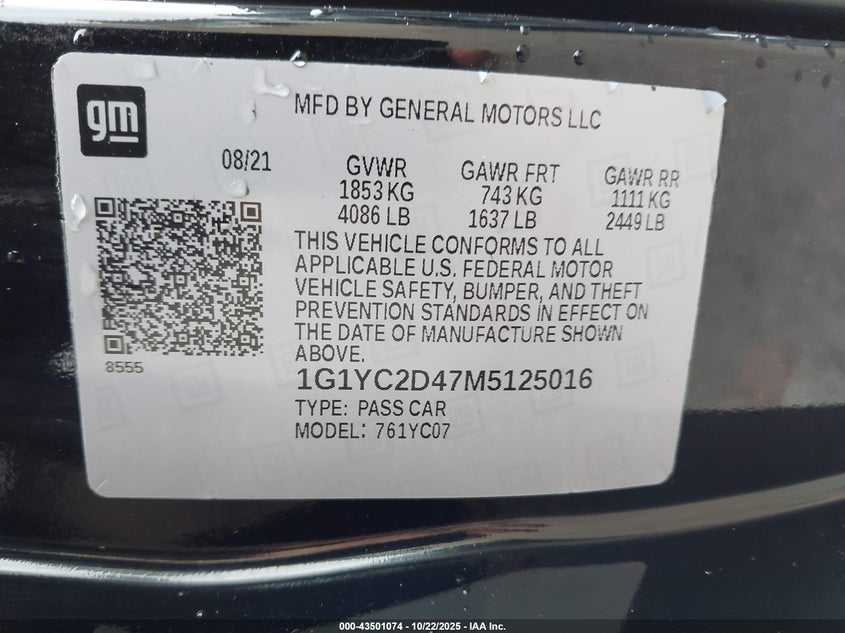 gm
MFD BY GENERAL MOTORS LLC
08/21
GVWR GAWR FRT GAWR RR
1853 KG 743 KG 1111 KG
4086 LB 1637 LB 2449 LB
THIS VEHICLE CONFORMS TO ALL
APPLICABLE U.S. FEDERAL MOTOR
VEHICLE SAFETY, BUMPER, AND THEFT
PREVENTION STANDARDS IN EFFECT ON
THE DATE OF MANUFACTURE SHOWN
ABOVE.
8555
1G1YC2D47M5125016
TYPE: PASS CAR
MODEL: 761YC07
000-43501074 - 10/22/2025 - IAA Inc.